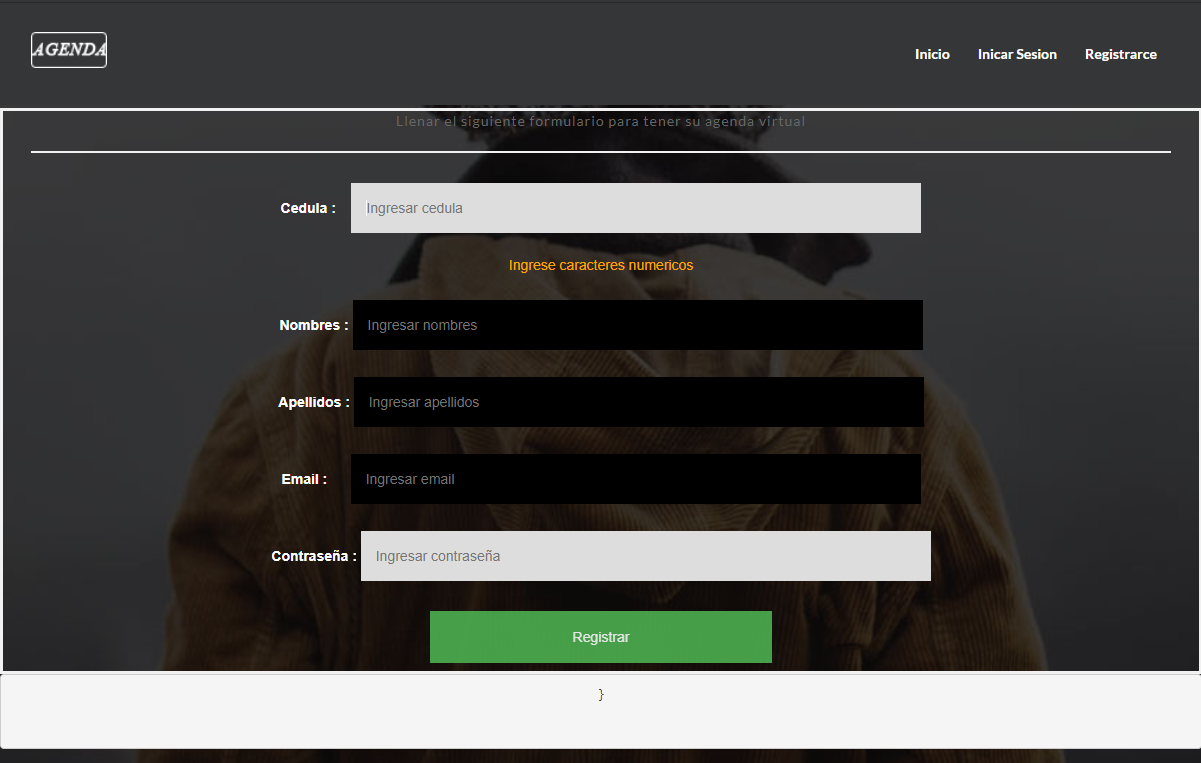 AGENDA
Inicio Inicar Sesion Registrarce
Llenar el siguiente formulario para tener su agenda virtual
Cedula : Ingresar cedula
Ingrese caracteres numericos
Nombres : Ingresar nombres
Apellidos : Ingresar apellidos
Email : Ingresar email
Contraseña : Ingresar contraseña
Registrar
}